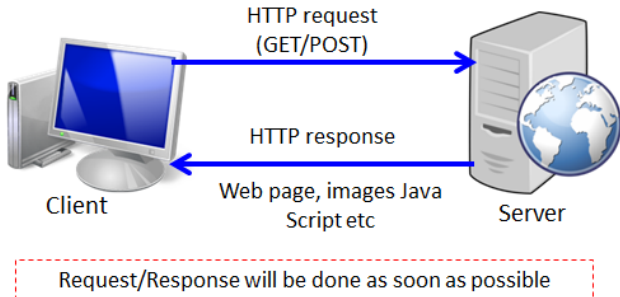 HTTP request
(GET/POST)
HTTP response
Web page, images Java
Script etc
Client
Server
Request/Response will be done as soon as possible